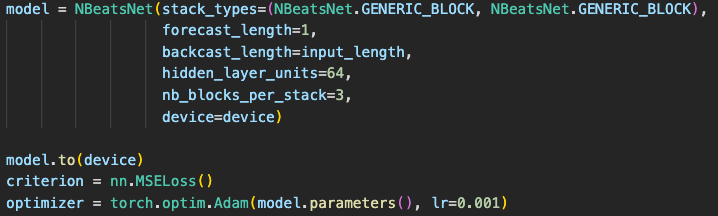 model = NBeatsNet(stack_types=(NBeatsNet.GENERIC_BLOCK, NBeatsNet.GENERIC_BLOCK),
                  forecast_length=1,
                  backcast_length=input_length,
                  hidden_layer_units=64,
                  nb_blocks_per_stack=3,
                  device=device)

model.to(device)
criterion = nn.MSELoss()
optimizer = torch.optim.Adam(model.parameters(), lr=0.001)